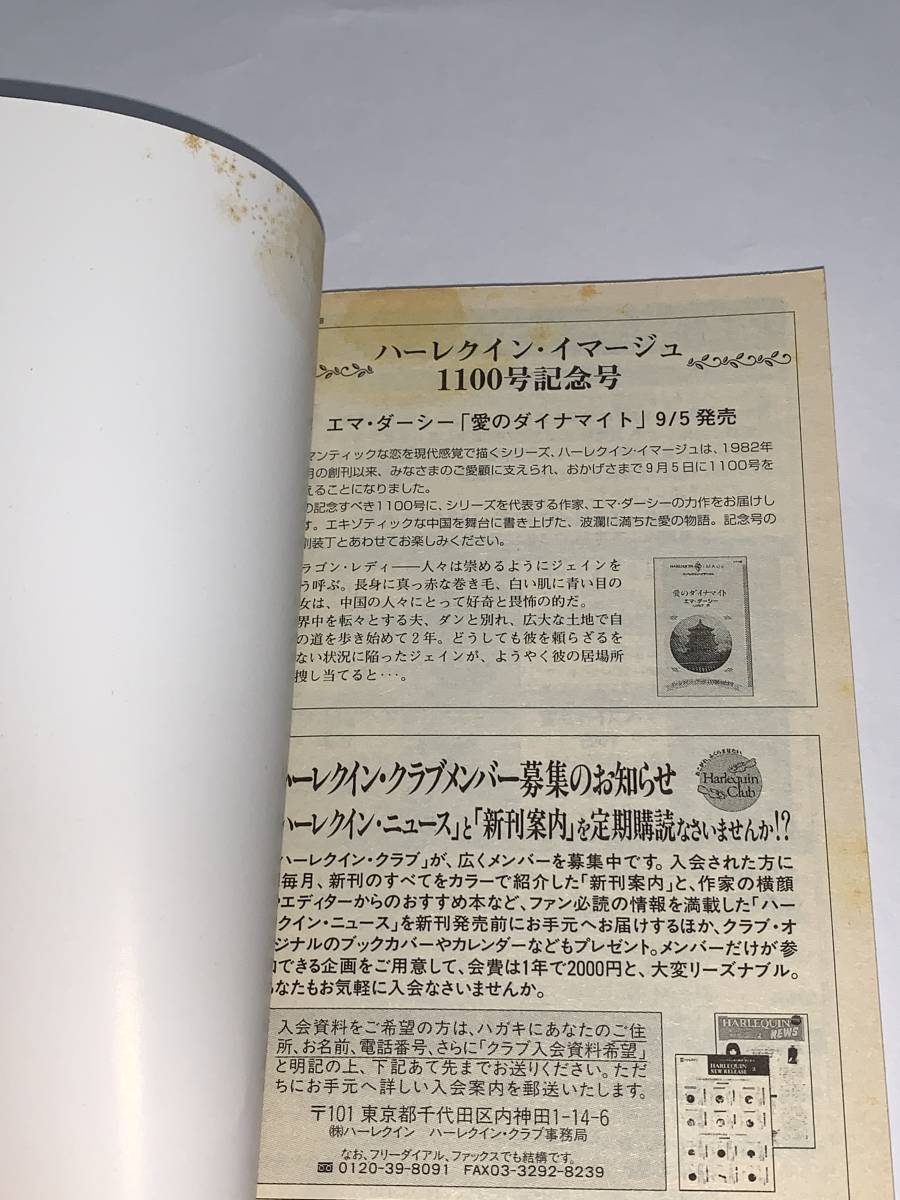 ハーレクイン・イマージュ
1100号記念号
エマ・ダーシー「愛のダイナマイト」9/5発売
マンティックな恋を現代感覚で描くシリーズ、ハーレクイン・イマージュは、1982年
月の創刊以来、みなさまのご愛顧に支えられ、おかげさまで9月5日に1100号を
えることになりました。
の記念すべき1100号に、シリーズを代表する作家、エマ・ダーシーの力作をお届けし
す。エキゾティックな中国を舞台に書き上げた、波瀾に満ちた愛の物語。記念号の
別装丁とあわせてお楽しみください。
ラゴン・レディ――人々は崇めるようにジェインを
う呼ぶ。長身に真っ赤な巻き毛、白い肌に青い目の
女は、中国の人々にとって好奇と畏怖の的だ。
界中を転々とする夫、ダンと別れ、広大な土地で自
の道を歩き始めて2年。どうしても彼を頼らざるを
ない状況に陥ったジェインが、ようやく彼の居場所
捜し当てると・・・。
愛のダイナマイト
エマ・ダーシー
ハーレクイン・クラブメンバー募集のお知らせ
Harlequin
Club
ハーレクイン・ニュース」と「新刊案内」を定期購読なさいませんか!?
ハーレクイン・クラブ」が、広くメンバーを募集中です。入会された方に
毎月、新刊のすべてをカラーで紹介した「新刊案内」と、作家の横顔
やエディターからのおすすめ本など、ファン必読の情報を満載した「ハー
クイン・ニュース」を新刊発売前にお手元へお届けするほか、クラブ・オ
ジナルのブックカバーやカレンダーなどもプレゼント。メンバーだけが参
できる企画をご用意して、会費は1年で2000円と、大変リーズナブル。
あなたもお気軽に入会なさいませんか。
入会資料をご希望の方は、ハガキにあなたのご住
所、お名前、電話番号、さらに「クラブ入会資料希望」
と明記の上、下記あて先までお送りください。ただ
ちにお手元へ詳しい入会案内を郵送いたします。
〒101 東京都千代田区内神田1-14-6
㈱ハーレクイン ハーレクイン・クラブ事務局
なお、フリーダイアル、ファックスでも結構です。
0120-39-8091 FAX03-3292-8239
HARLEQUIN
NEWS
HARLEQUIN
NEW RELEASE